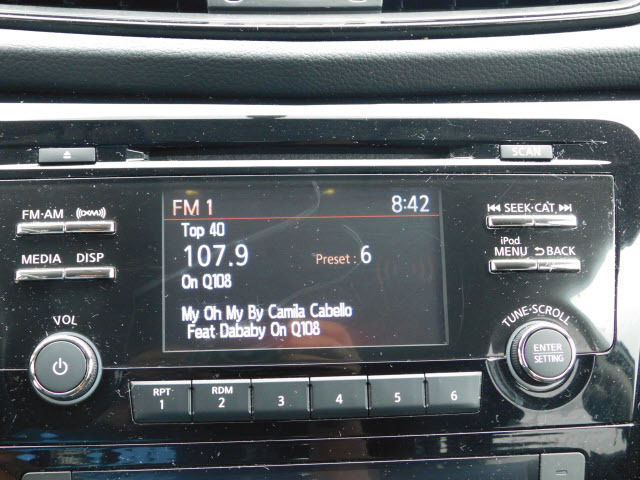 SCAN
FM·AM
SEEK·CAT
MEDIA DISP
iPod
MENU BACK
FM 1 8:42
Top 40
107.9 Preset : 6
On Q108
My Oh My By Camila Cabello
Feat Dababy On Q108
VOL
TUNE·SCROLL
ENTER
SETTING
RPT
1
RDM
2
3
4
5
6